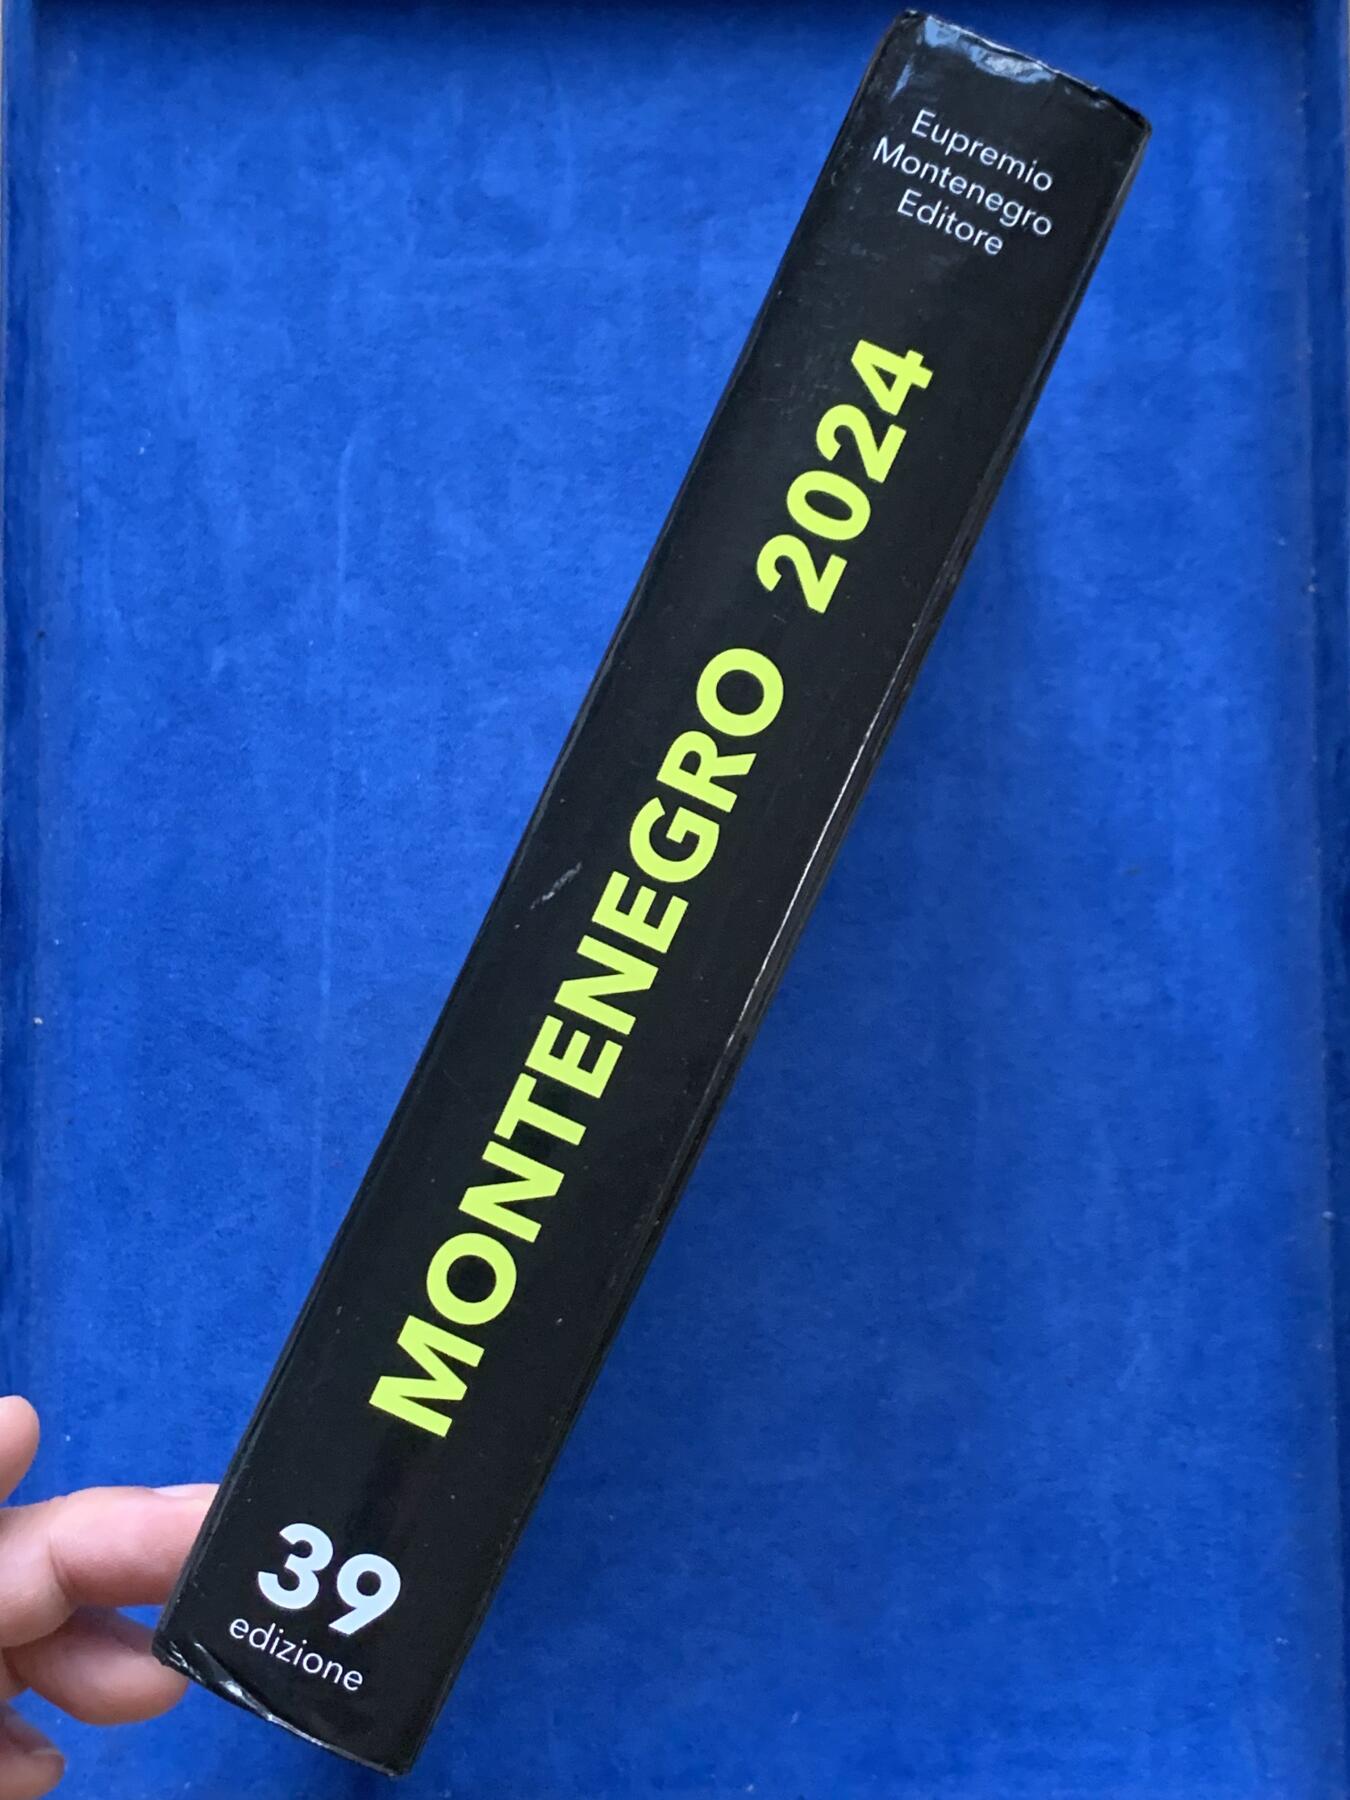 Eupremio
Montenegro
Editore
MONTENEGRO 2024
39
edizione